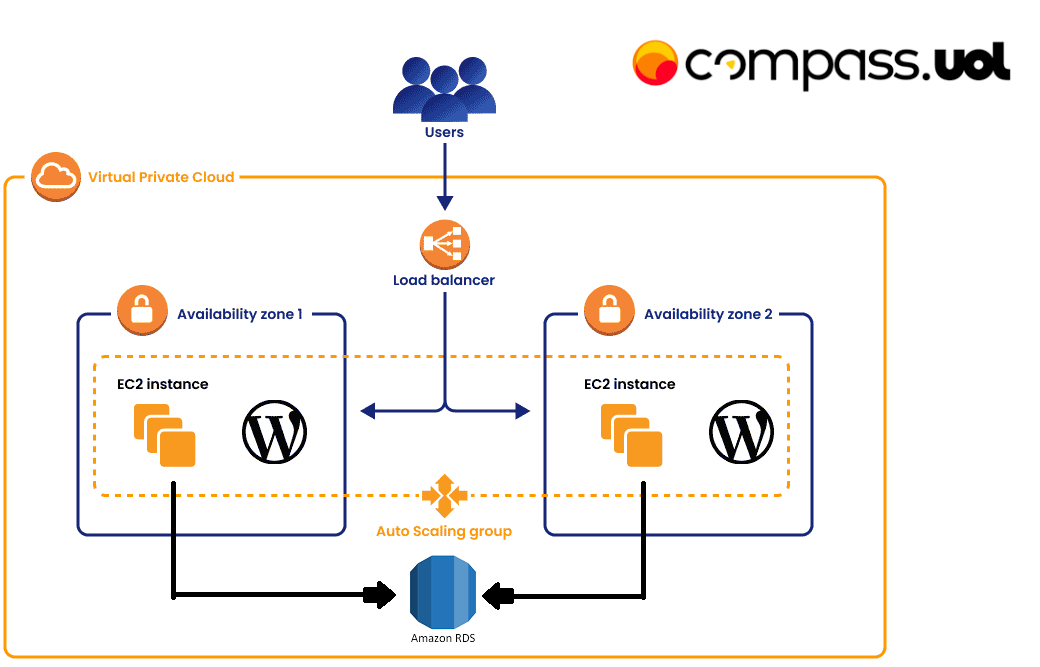 compass.uol
Users
Virtual Private Cloud
Load balancer
Availability zone 1
Availability zone 2
EC2 instance
EC2 instance
Auto Scaling group
Amazon RDS